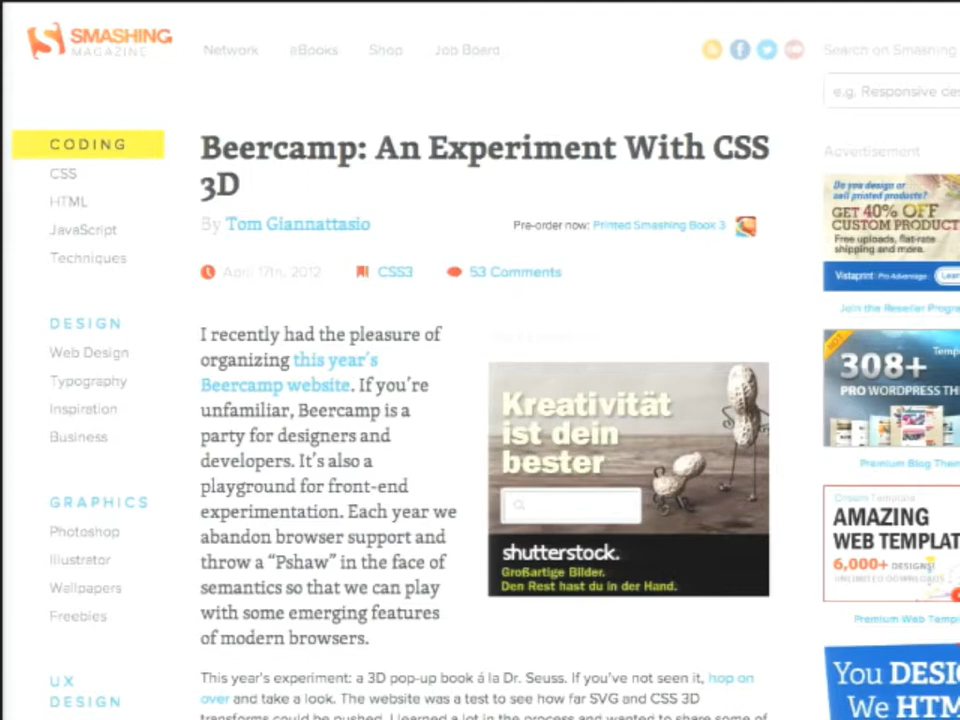 SMASHING
MAGAZINE
Network
eBooks
Shop
Job Board
Search on Smashing
e.g. Responsive des
CODING
CSS
HTML
JavaScript
Techniques
DESIGN
Web Design
Typography
Inspiration
Business
GRAPHICS
Photoshop
Illustrator
Wallpapers
Freebies
UX
DESIGN
Beercamp: An Experiment With CSS
3D
By Tom Giannattasio
Pre-order now: Printed Smashing Book 3
April 17th, 2012
CSS3
53 Comments
I recently had the pleasure of
organizing this year's
Beercamp website. If you're
unfamiliar, Beercamp is a
party for designers and
developers. It's also a
playground for front-end
experimentation. Each year we
abandon browser support and
throw a “Pshaw” in the face of
semantics so that we can play
with some emerging features
of modern browsers.
Kreativität
ist dein
bester
shutterstock.
Großartige Bilder.
Den Rest hast du in der Hand.
This year's experiment: a 3D pop-up book á la Dr. Seuss. If you've not seen it, hop on
over and take a look. The website was a test to see how far SVG and CSS 3D
transforms could be pushed. I learned a lot in the process and wanted to share some of
Advertisement
Do you design or
sell printed products?
GET 40% OFF
CUSTOM PRODUCT
Free uploads, flat-rate
shipping and more.
Vistaprint Pro Advantage Lear
Join the Reseller Progra
HOT
308+ Temp
PRO WORDPRESS TH
Premium Blog Them
Dream Template
AMAZING
WEB TEMPLAT
6,000+ DESIGNS!
UNLIMITED DOWNLOADS
Premium Web Templ
You DESIG
We HTM